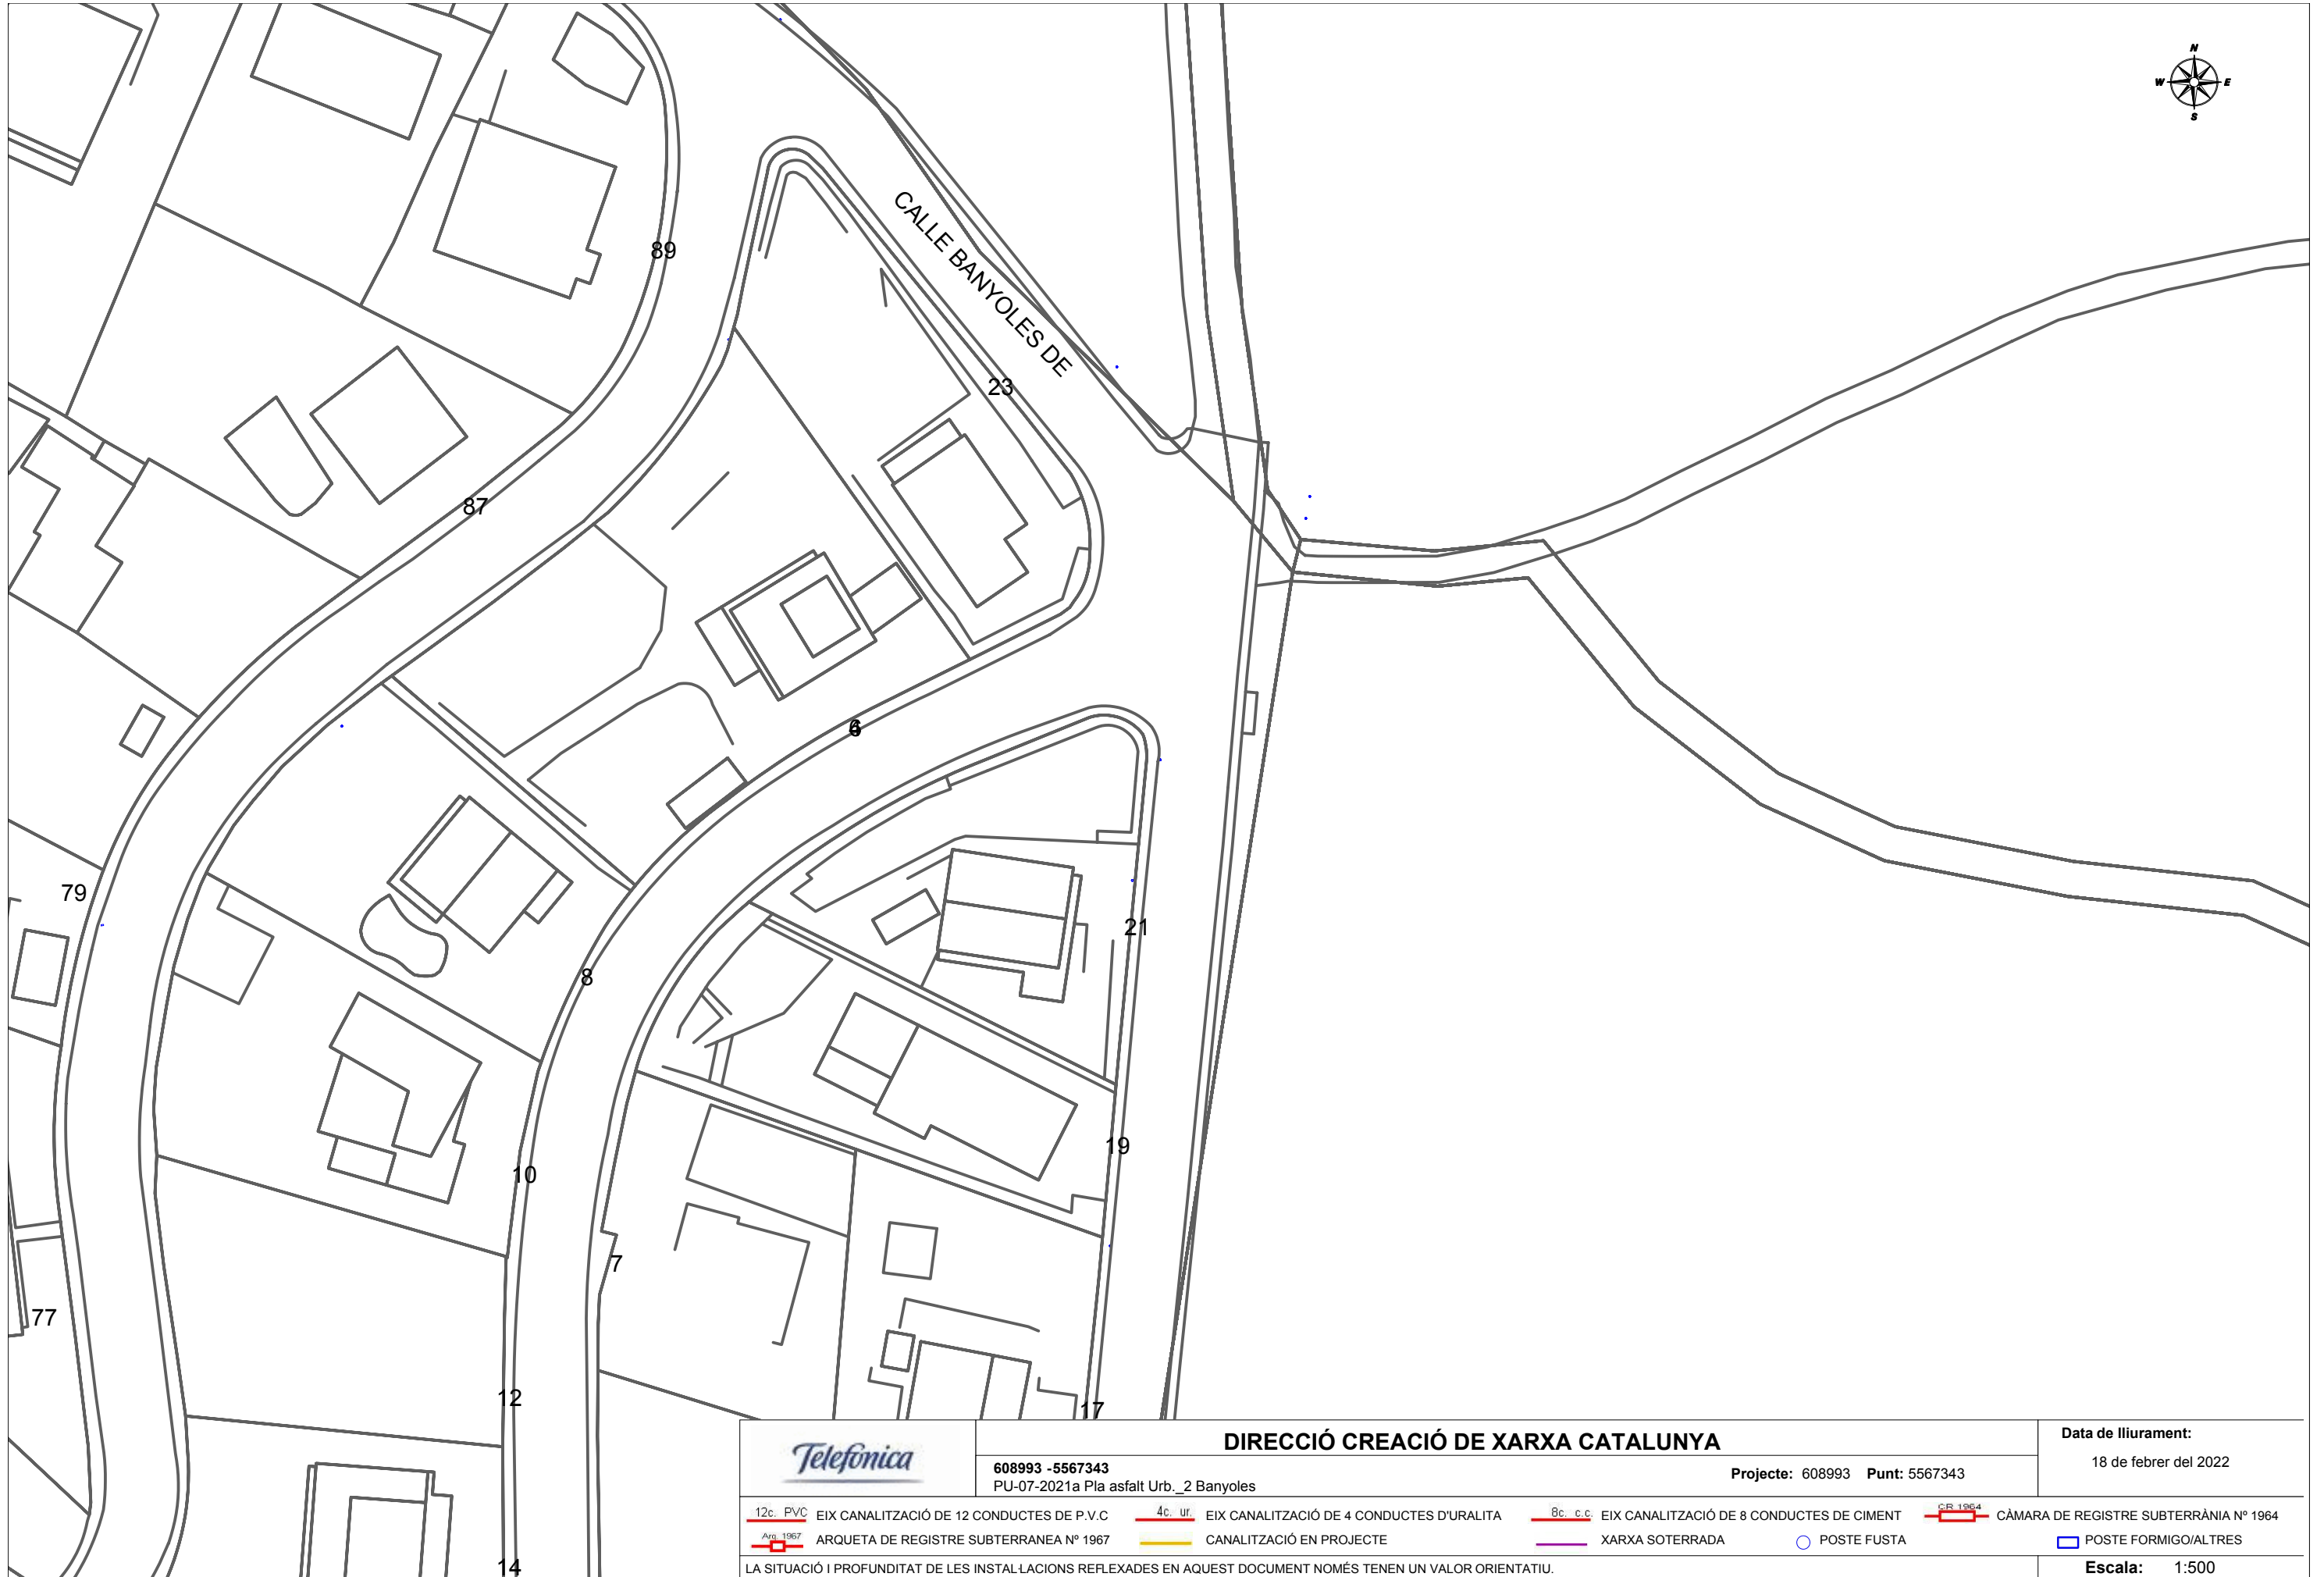 N
W E
S
CALLE BANYOLES DE
89
23
87
79
21
8
19
10
7
77
12
17
14
Telefónica
DIRECCIÓ CREACIÓ DE XARXA CATALUNYA
608993 -5567343
PU-07-2021a Pla asfalt Urb._2 Banyoles
Projecte: 608993 Punt: 5567343
Data de lliurament:
18 de febrer del 2022
12c. PVC EIX CANALITZACIÓ DE 12 CONDUCTES DE P.V.C
4c. ur. EIX CANALITZACIÓ DE 4 CONDUCTES D'URALITA
8c. c.c. EIX CANALITZACIÓ DE 8 CONDUCTES DE CIMENT
C.R. 1964 CÀMARA DE REGISTRE SUBTERRÀNIA Nº 1964
Arq. 1967 ARQUETA DE REGISTRE SUBTERRANEA Nº 1967
CANALITZACIÓ EN PROJECTE
XARXA SOTERRADA
POSTE FUSTA
POSTE FORMIGO/ALTRES
LA SITUACIÓ I PROFUNDITAT DE LES INSTAL·LACIONS REFLEXADES EN AQUEST DOCUMENT NOMÉS TENEN UN VALOR ORIENTATIU.
Escala: 1:500